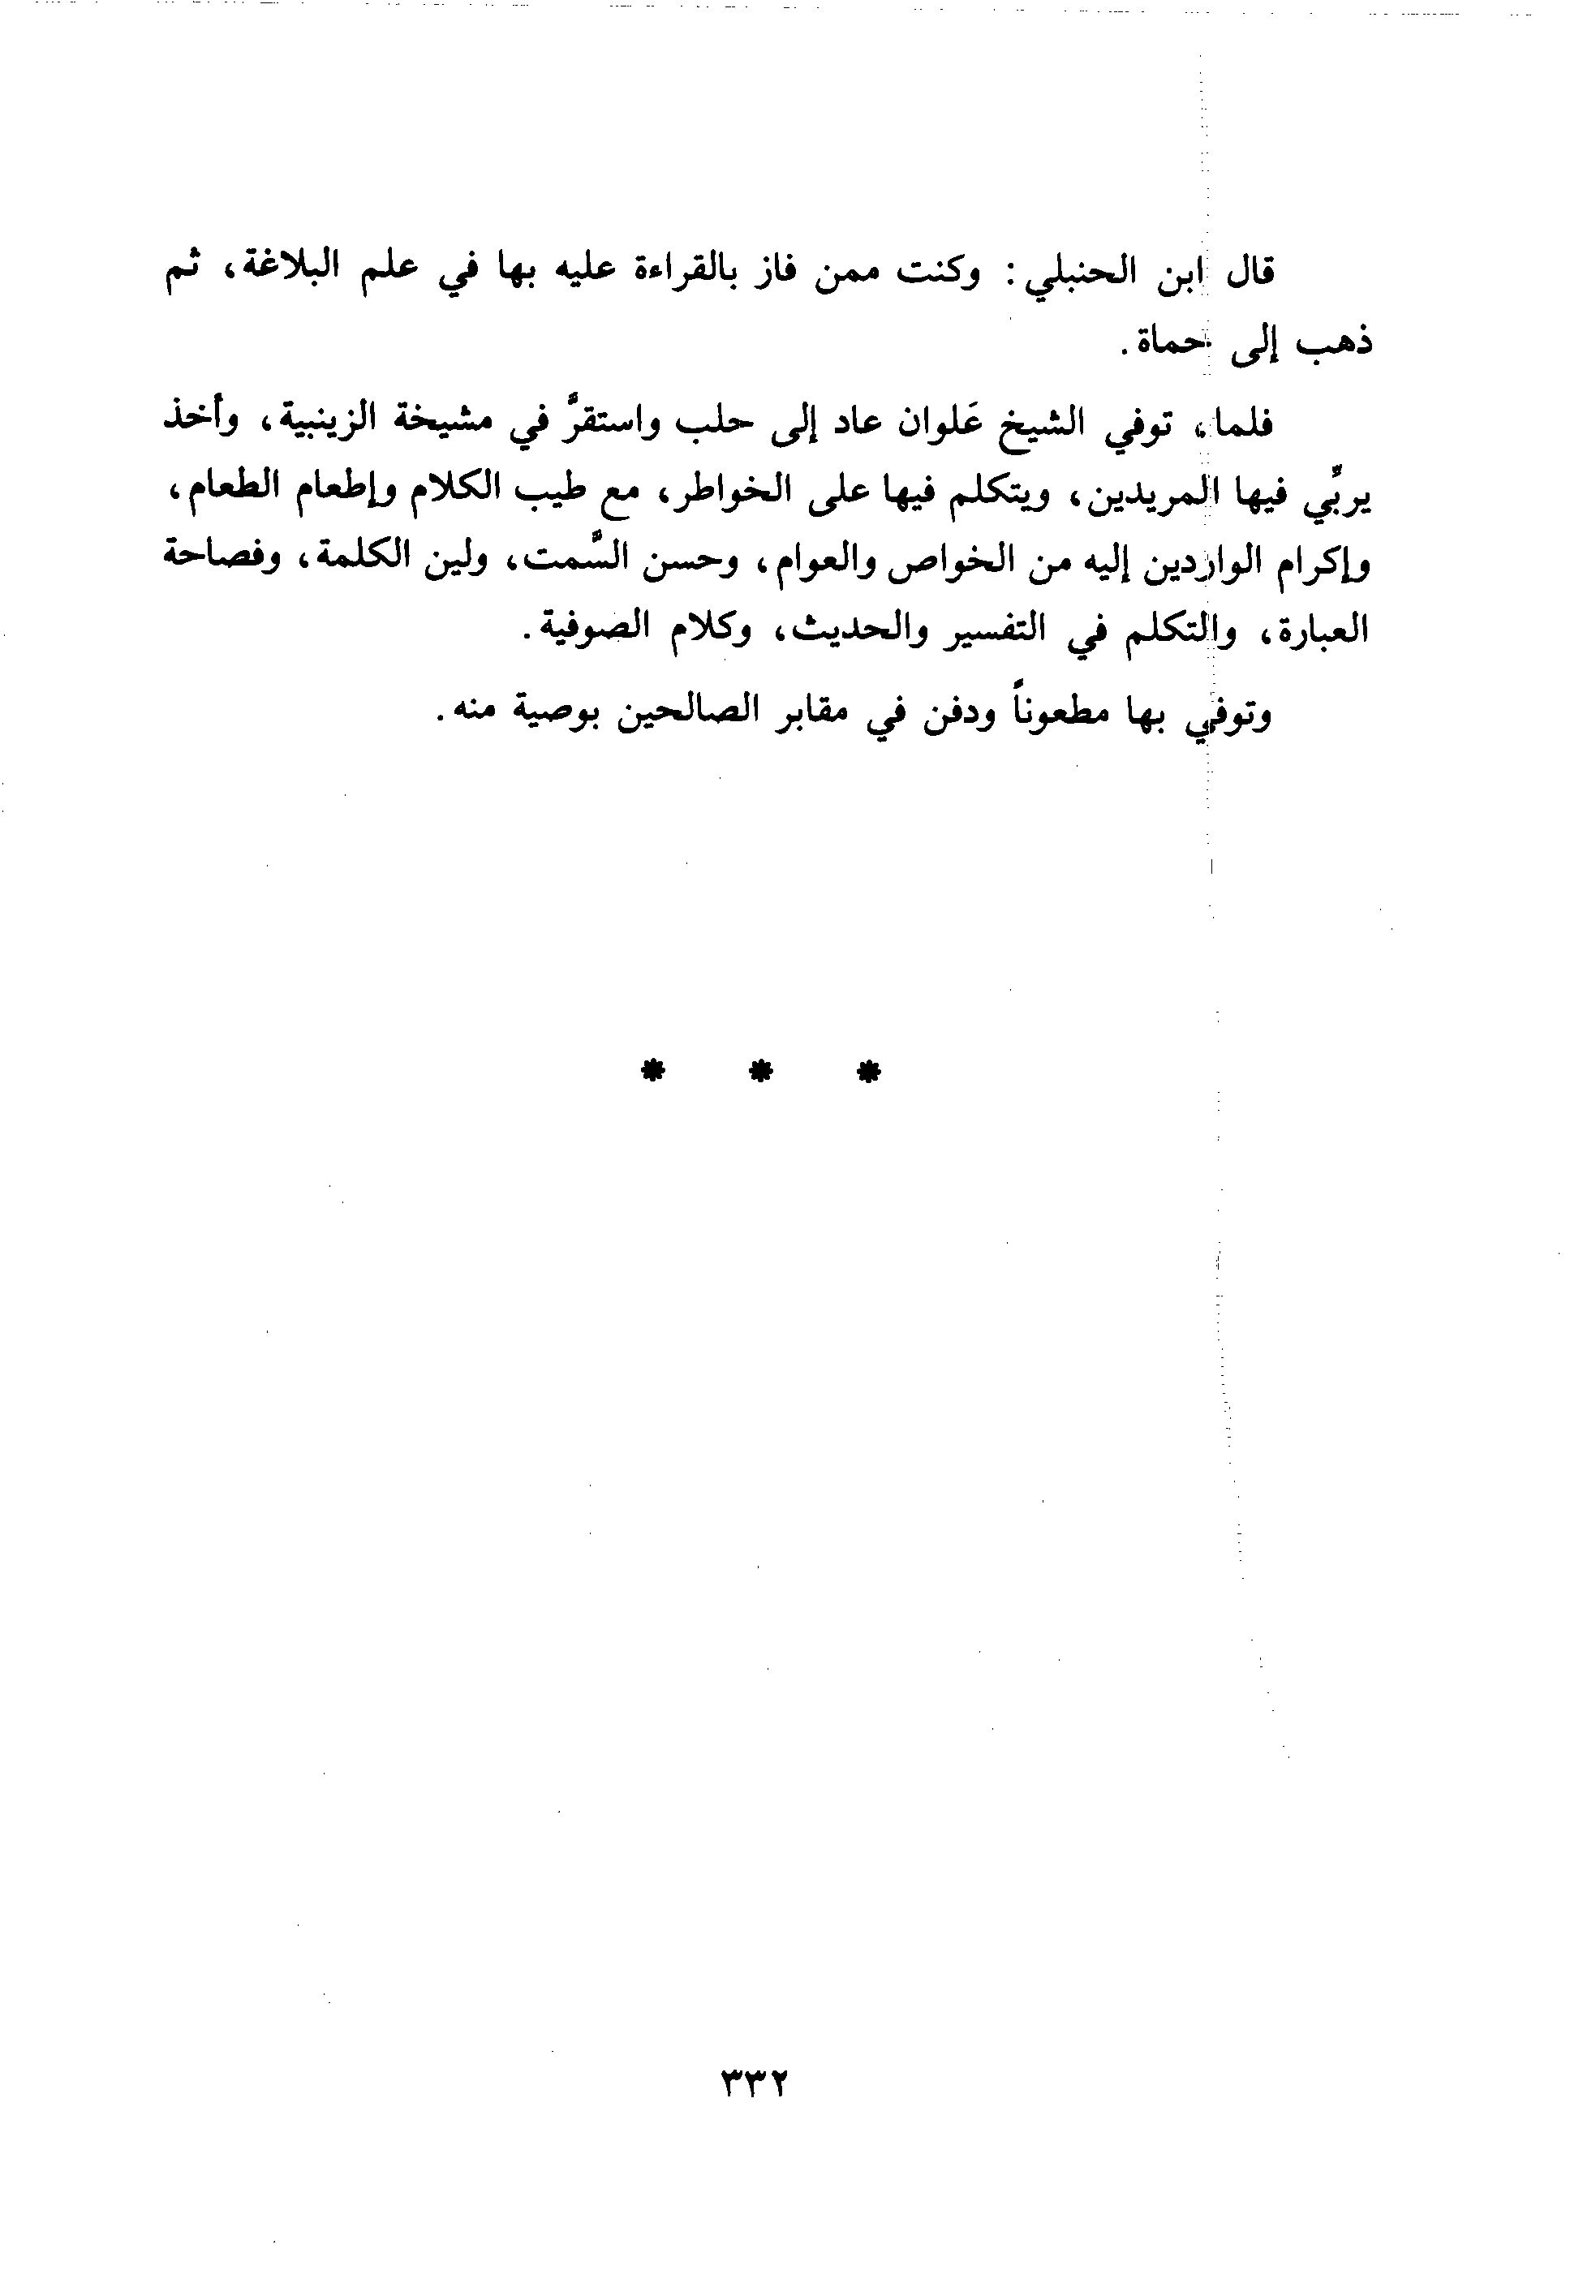 قال ابن الحنبلي: وكنت ممن فاز بالقراءة عليه بها في علم البلاغة، ثم
ذهب إلى حماة.
فلما، توفي الشيخ عَلوان عاد إلى حلب واستقرَّ في مشيخة الزينبية، وأخذ
يربِّي فيها المريدين، ويتكلم فيها على الخواطر، مع طيب الكلام وإطعام الطعام،
وإكرام الواردين إليه من الخواص والعوام، وحسن السَّمت، ولين الكلمة، وفصاحة
العبارة، والتكلم في التفسير والحديث، وكلام الصوفية.
وتوفي بها مطعوناً ودفن في مقابر الصالحين بوصية منه.
* * *
٣٣٢